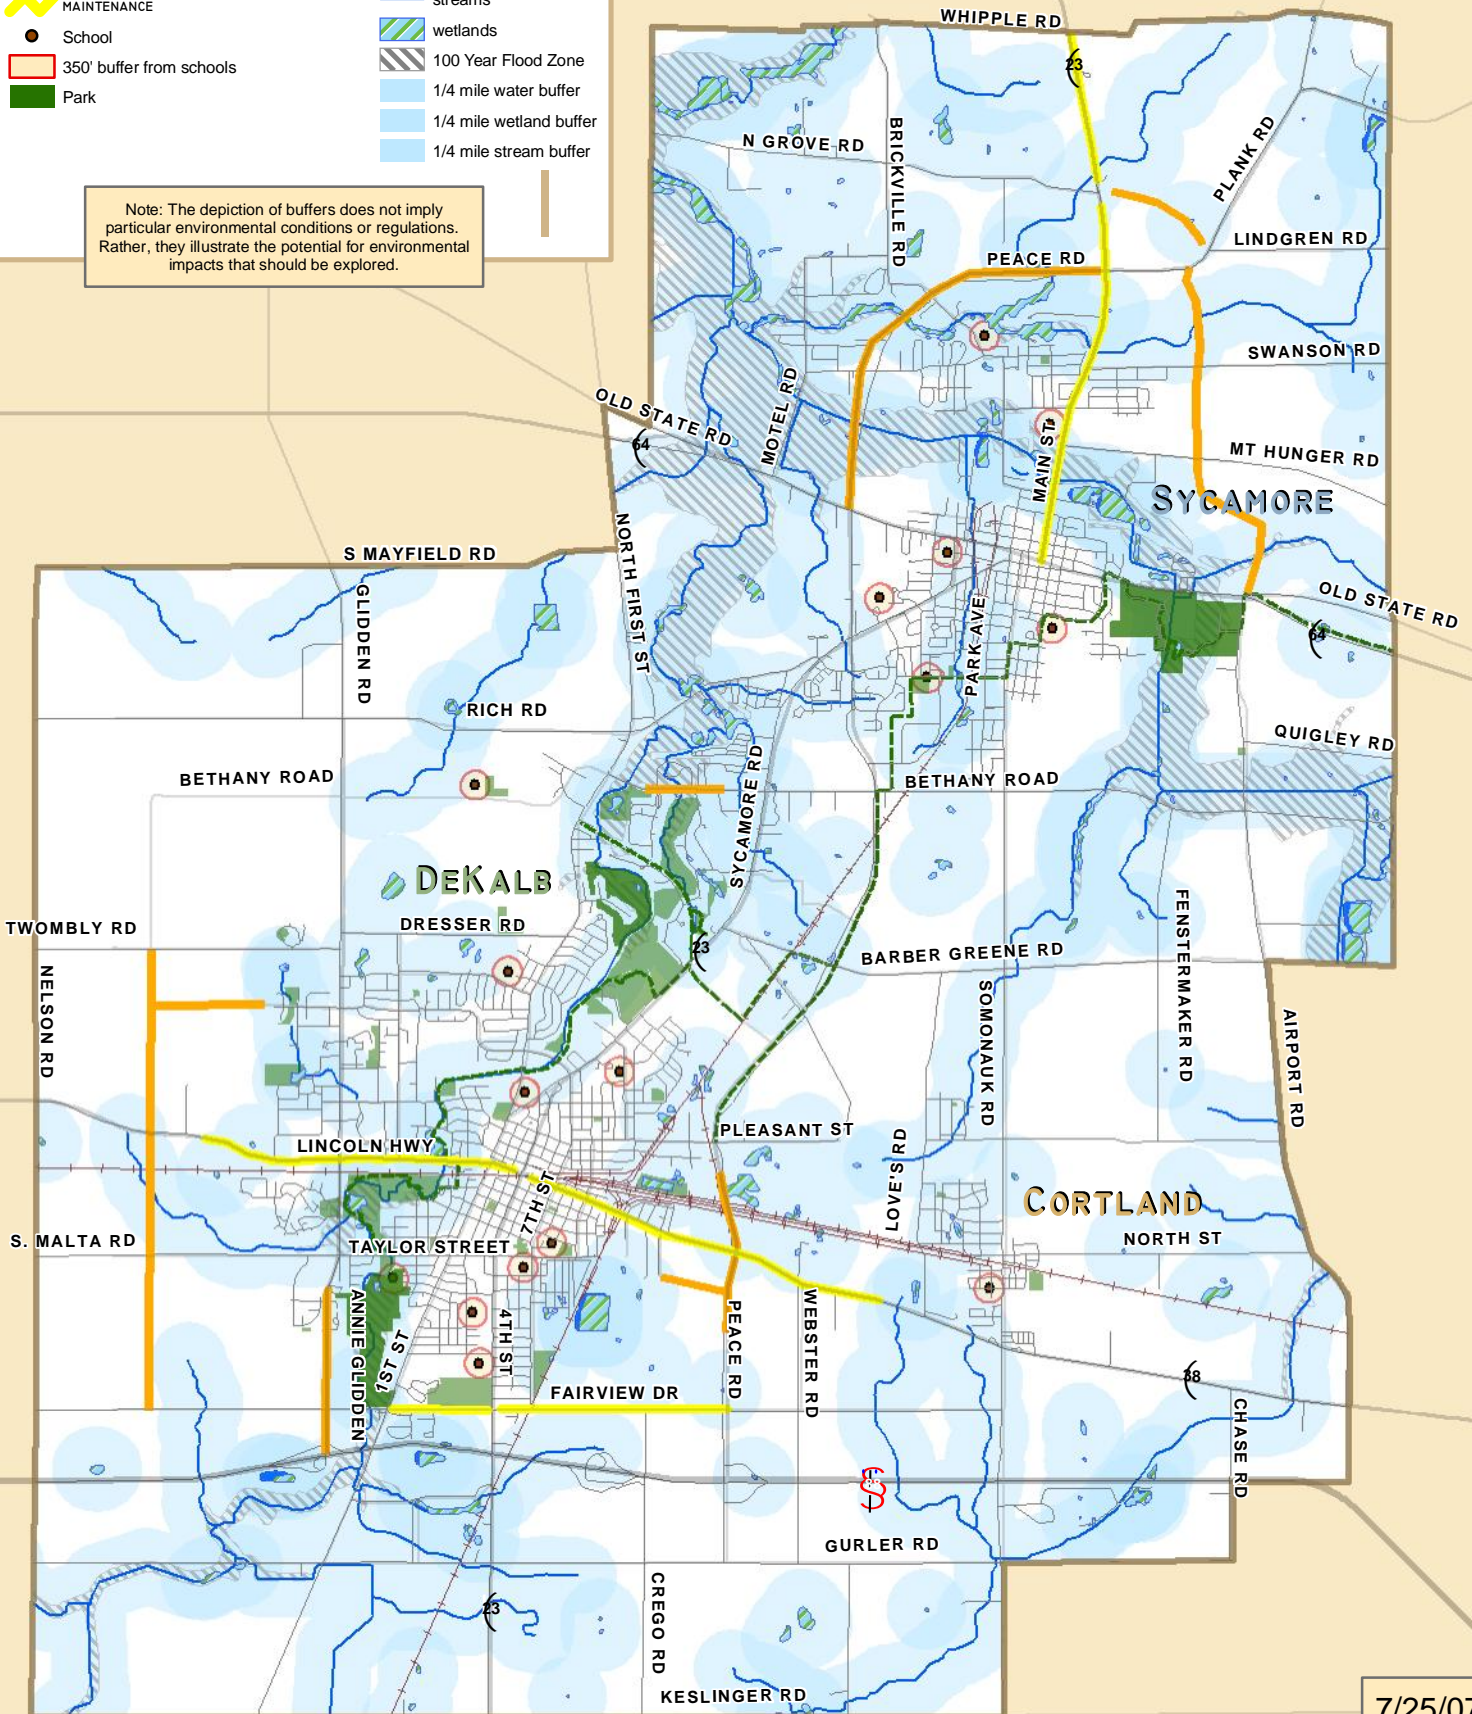 MAINTENANCE
School
350' buffer from schools
Park
streams
wetlands
100 Year Flood Zone
1/4 mile water buffer
1/4 mile wetland buffer
1/4 mile stream buffer
Note: The depiction of buffers does not imply
particular environmental conditions or regulations.
Rather, they illustrate the potential for environmental
impacts that should be explored.
WHIPPLE RD
23
N GROVE RD
BRICKVILLE RD
PLANK RD
LINDGREN RD
PEACE RD
SWANSON RD
OLD STATE RD
64
MOTEL RD
MAIN ST
MT HUNGER RD
SYCAMORE
S MAYFIELD RD
NORTH FIRST ST
GLIDDEN RD
PARK AVE
OLD STATE RD
64
RICH RD
QUIGLEY RD
BETHANY ROAD
BETHANY ROAD
SYCAMORE RD
DEKALB
TWOMBLY RD
DRESSER RD
23
BARBER GREENE RD
FENSTERMAKER RD
NELSON RD
SOMONAUK RD
AIRPORT RD
LINCOLN HWY
PLEASANT ST
LOVES RD
CORTLAND
7TH ST
S. MALTA RD
TAYLOR STREET
NORTH ST
ANNIE GLIDDEN
1ST ST
4TH ST
PEACE RD
WEBSTER RD
38
FAIRVIEW DR
CHASE RD
GURLER RD
23
CREGO RD
KESLINGER RD
7/25/07